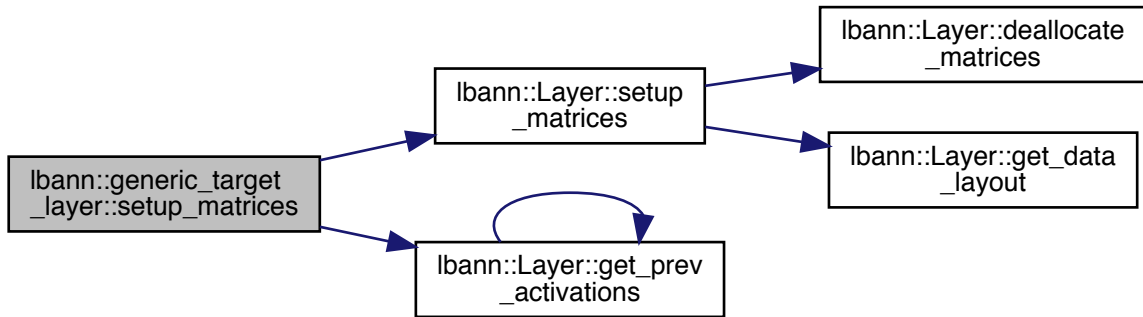 lbann::generic_target
_layer::setup_matrices
lbann::Layer::setup
_matrices
lbann::Layer::get_prev
_activations
lbann::Layer::deallocate
_matrices
lbann::Layer::get_data
_layout